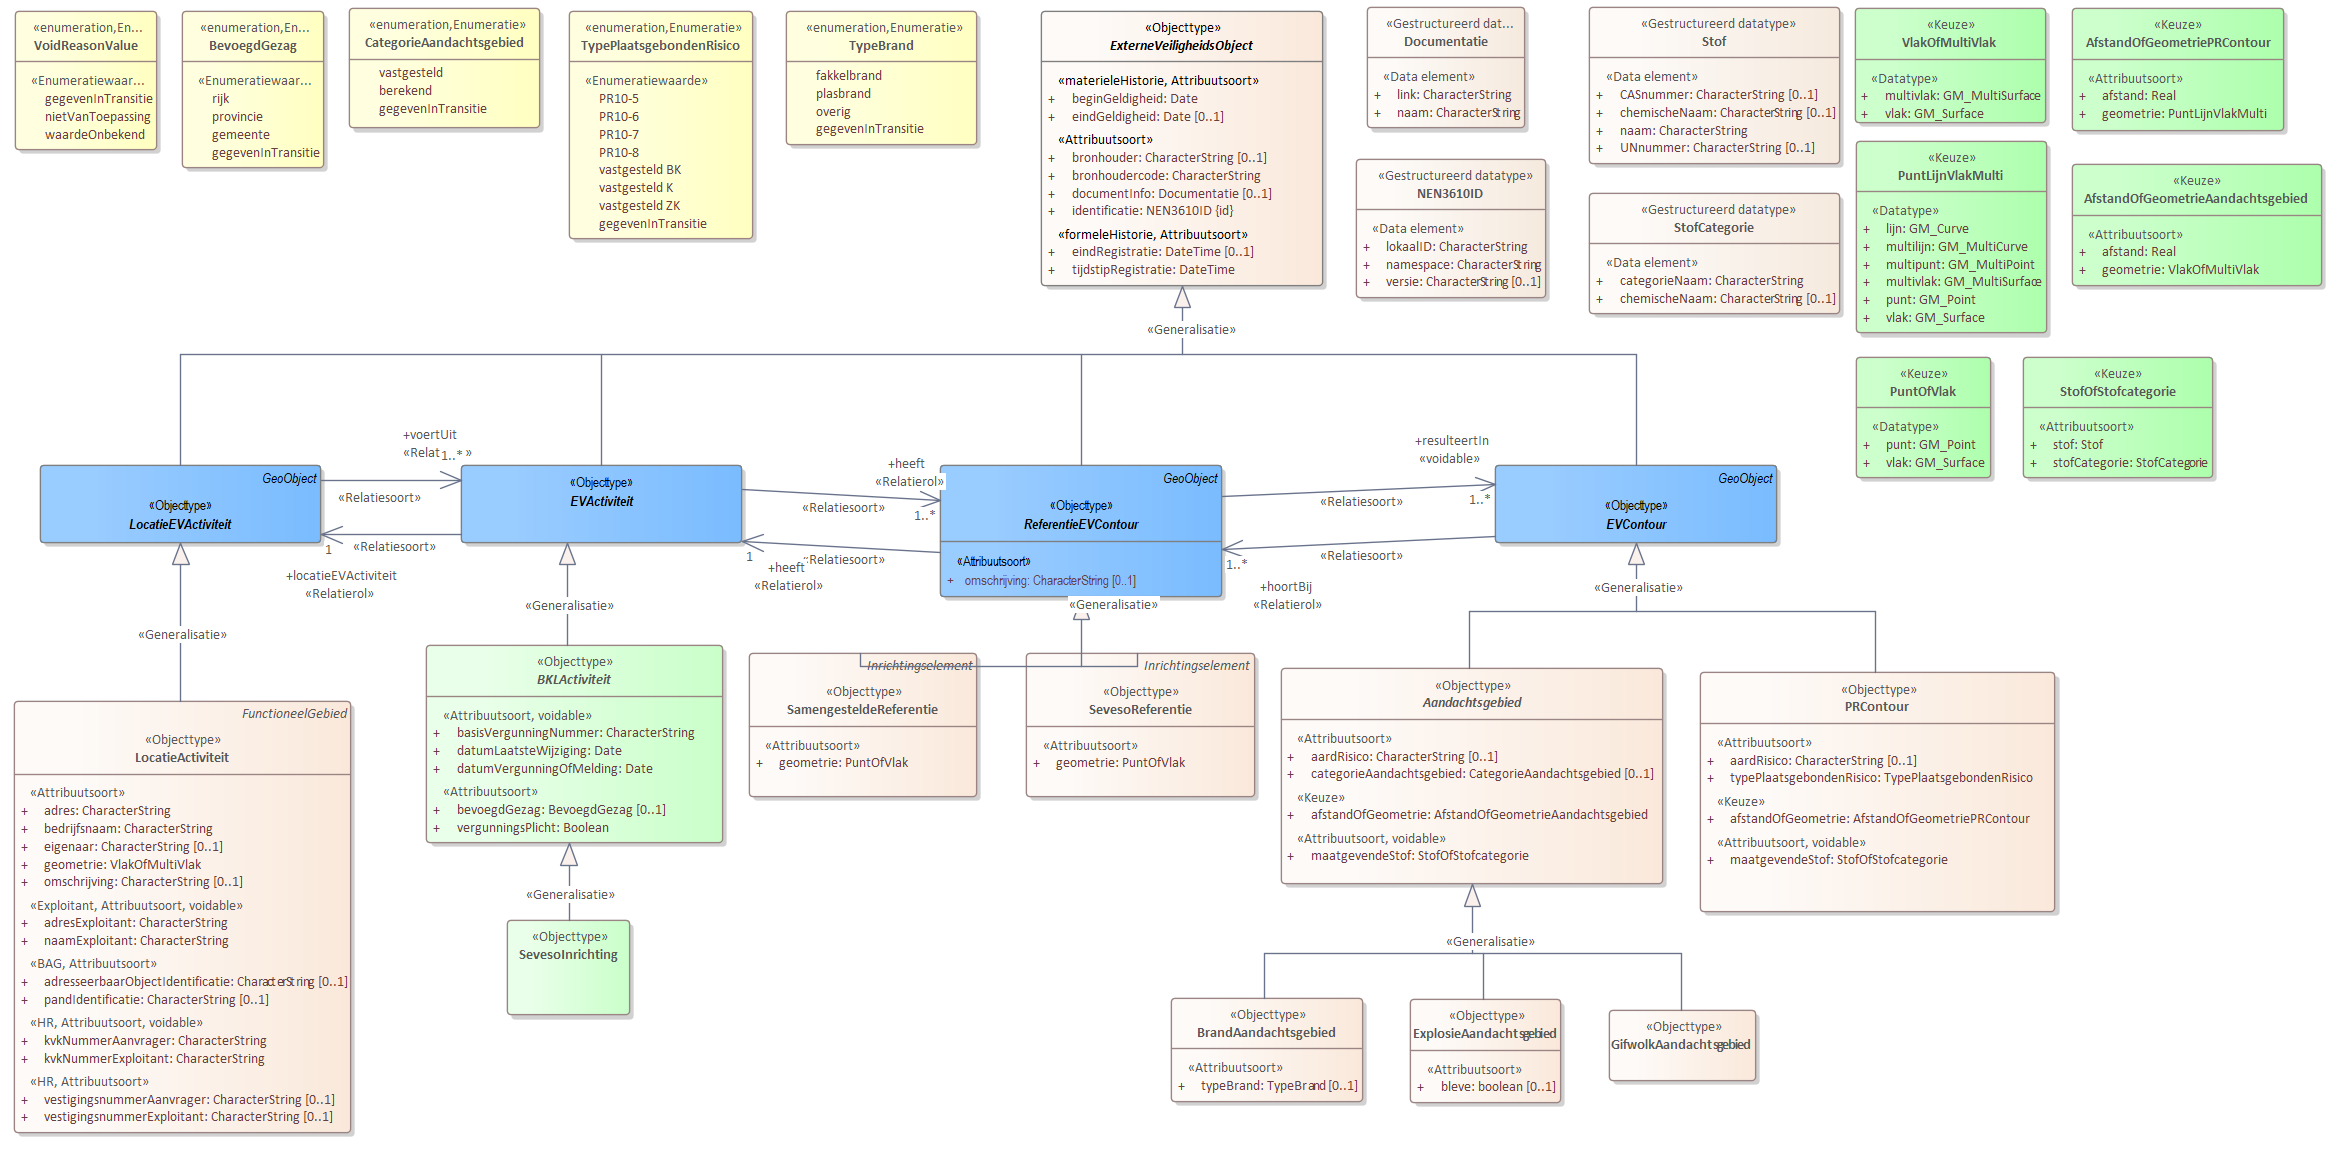 «enumeration,En...
VoidReasonValue
«Enumeratiewaar...
gegevenInTransitie
nietVanToepassing
waardeOnbekend
«enumeration,En...
BevoegdGezag
«Enumeratiewaar...
rijk
provincie
gemeente
gegevenInTransitie
«enumeration,Enumeratie»
CategorieAandachtsgebied
vastgesteld
berekend
gegevenInTransitie
«enumeration,Enumeratie»
TypePlaatsgebondenRisico
«Enumeratiewaarde»
PR10-5
PR10-6
PR10-7
PR10-8
vastgesteld BK
vastgesteld K
vastgesteld ZK
gegevenInTransitie
«enumeration,Enumeratie»
TypeBrand
fakkelbrand
plasbrand
overig
gegevenInTransitie
«Objecttype»
ExterneVeiligheidsObject
«materieleHistorie, Attribuutsoort»
+ beginGeldigheid: Date
+ eindGeldigheid: Date [0..1]
«Attribuutsoort»
+ bronhouder: CharacterString [0..1]
+ bronhoudercode: CharacterString
+ documentInfo: Documentatie [0..1]
+ identificatie: NEN3610ID {id}
«formeleHistorie, Attribuutsoort»
+ eindRegistratie: DateTime [0..1]
+ tijdstipRegistratie: DateTime
«Gestructureerd dat...
Documentatie
«Data element»
+ link: CharacterString
+ naam: CharacterString
«Gestructureerd datatype»
NEN3610ID
«Data element»
+ lokaalID: CharacterString
+ namespace: CharacterString
+ versie: CharacterString [0..1]
«Gestructureerd datatype»
Stof
«Data element»
+ CASnummer: CharacterString [0..1]
+ chemischeNaam: CharacterString [0..1]
+ naam: CharacterString
+ UNnummer: CharacterString [0..1]
«Gestructureerd datatype»
StofCategorie
«Data element»
+ categorieNaam: CharacterString
+ chemischeNaam: CharacterString [0..1]
«Keuze»
VlakOfMultiVlak
«Datatype»
+ multivlak: GM_MultiSurface
+ vlak: GM_Surface
«Keuze»
PuntLijnVlakMulti
«Datatype»
+ lijn: GM_Curve
+ multilijn: GM_MultiCurve
+ multipunt: GM_MultiPoint
+ multivlak: GM_MultiSurface
+ punt: GM_Point
+ vlak: GM_Surface
«Keuze»
AfstandOfGeometriePRContour
«Attribuutsoort»
+ afstand: Real
+ geometrie: PuntLijnVlakMulti
«Keuze»
AfstandOfGeometrieAandachtsgebied
«Attribuutsoort»
+ afstand: Real
+ geometrie: VlakOfMultiVlak
«Keuze»
PuntOfVlak
«Datatype»
+ punt: GM_Point
+ vlak: GM_Surface
«Keuze»
StofOfStofcategorie
«Attribuutsoort»
+ stof: Stof
+ stofCategorie: StofCategorie
«Generalisatie»
GeoObject
«Objecttype»
LocatieEVActiviteit
+voertUit
«Relat 1..* »
«Relatiesoort»
«Relatiesoort»
1
+locatieEVActiviteit
«Relatierol»
«Objecttype»
EVActiviteit
+heeft
«Relatierol»
«Relatiesoort»
1..*
1
+heeft
«Relatierol»
«Relatiesoort»
GeoObject
«Objecttype»
ReferentieEVContour
«Attribuutsoort»
+ omschrijving: CharacterString [0..1]
+resulteertIn
«voidable»
«Relatiesoort»
1..*
«Relatiesoort»
1..*
+hoortBij
«Relatierol»
GeoObject
«Objecttype»
EVContour
«Generalisatie»
«Generalisatie»
«Generalisatie»
«Generalisatie»
FunctioneelGebied
«Objecttype»
LocatieActiviteit
«Attribuutsoort»
+ adres: CharacterString
+ bedrijfsnaam: CharacterString
+ eigenaar: CharacterString [0..1]
+ geometrie: VlakOfMultiVlak
+ omschrijving: CharacterString [0..1]
«Exploitant, Attribuutsoort, voidable»
+ adresExploitant: CharacterString
+ naamExploitant: CharacterString
«BAG, Attribuutsoort»
+ adresseerbaarObjectIdentificatie: CharacterString [0..1]
+ pandIdentificatie: CharacterString [0..1]
«HR, Attribuutsoort, voidable»
+ kvkNummerAanvrager: CharacterString
+ kvkNummerExploitant: CharacterString
«HR, Attribuutsoort»
+ vestigingsnummerAanvrager: CharacterString [0..1]
+ vestigingsnummerExploitant: CharacterString [0..1]
«Objecttype»
BKLActiviteit
«Attribuutsoort, voidable»
+ basisVergunningNummer: CharacterString
+ datumLaatsteWijziging: Date
+ datumVergunningOfMelding: Date
«Attribuutsoort»
+ bevoegdGezag: BevoegdGezag [0..1]
+ vergunningsPlicht: Boolean
«Generalisatie»
«Objecttype»
SevesoInrichting
Inrichtingselement
«Objecttype»
SamengesteldeReferentie
«Attribuutsoort»
+ geometrie: PuntOfVlak
Inrichtingselement
«Objecttype»
SevesoReferentie
«Attribuutsoort»
+ geometrie: PuntOfVlak
«Objecttype»
Aandachtsgebied
«Attribuutsoort»
+ aardRisico: CharacterString [0..1]
+ categorieAandachtsgebied: CategorieAandachtsgebied [0..1]
«Keuze»
+ afstandOfGeometrie: AfstandOfGeometrieAandachtsgebied
«Attribuutsoort, voidable»
+ maatgevendeStof: StofOfStofcategorie
«Objecttype»
PRContour
«Attribuutsoort»
+ aardRisico: CharacterString [0..1]
+ typePlaatsgebondenRisico: TypePlaatsgebondenRisico
«Keuze»
+ afstandOfGeometrie: AfstandOfGeometriePRContour
«Attribuutsoort, voidable»
+ maatgevendeStof: StofOfStofcategorie
«Generalisatie»
«Objecttype»
BrandAandachtsgebied
«Attribuutsoort»
+ typeBrand: TypeBrand [0..1]
«Objecttype»
ExplosieAandachtsgebied
«Attribuutsoort»
+ bleve: boolean [0..1]
«Objecttype»
GifwolkAandachtsgebied